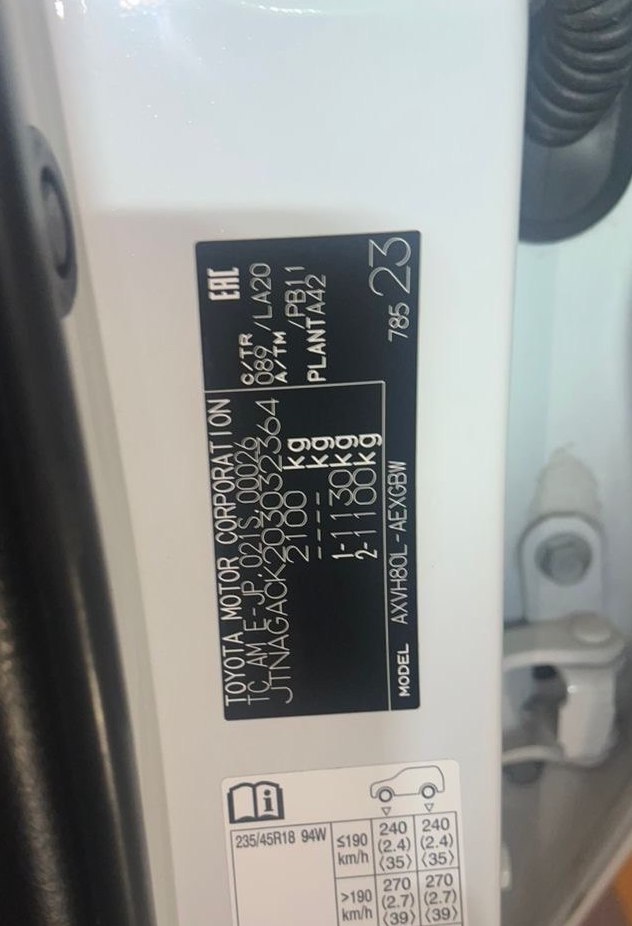 TOYOTA MOTOR CORPORATION
TC AM E-JP.021S.00026
JTNAGACK203032364
2100 kg
---- kg
1-1130kg
2-1100kg
EAC
C/TR
089 /LA20
A/TM
/PB11
PLANTA42
MODEL AXVH80L-AEXGBW
785 23
235/45R18 94W
≤190 km/h
240 (2.4) ⟨35⟩
240 (2.4) ⟨35⟩
>190 km/h
270 (2.7) ⟨39⟩
270 (2.7) ⟨39⟩